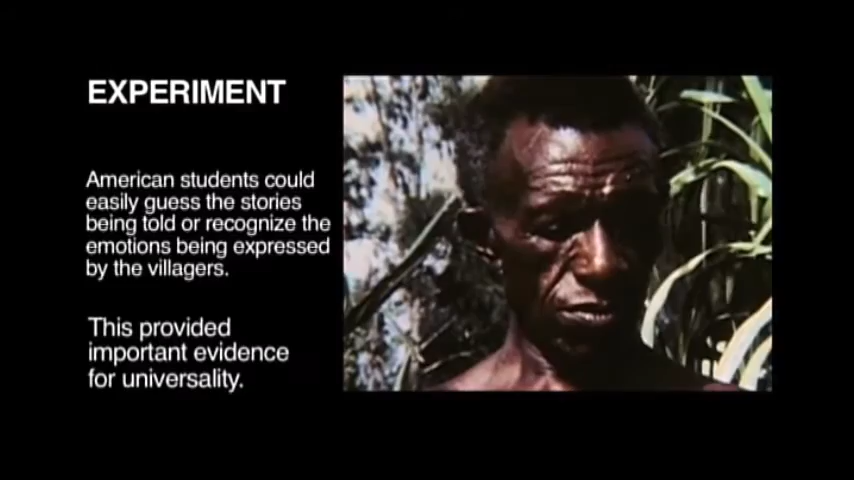 EXPERIMENT
American students could
easily guess the stories
being told or recognize the
emotions being expressed
by the villagers.
This provided
important evidence
for universality.